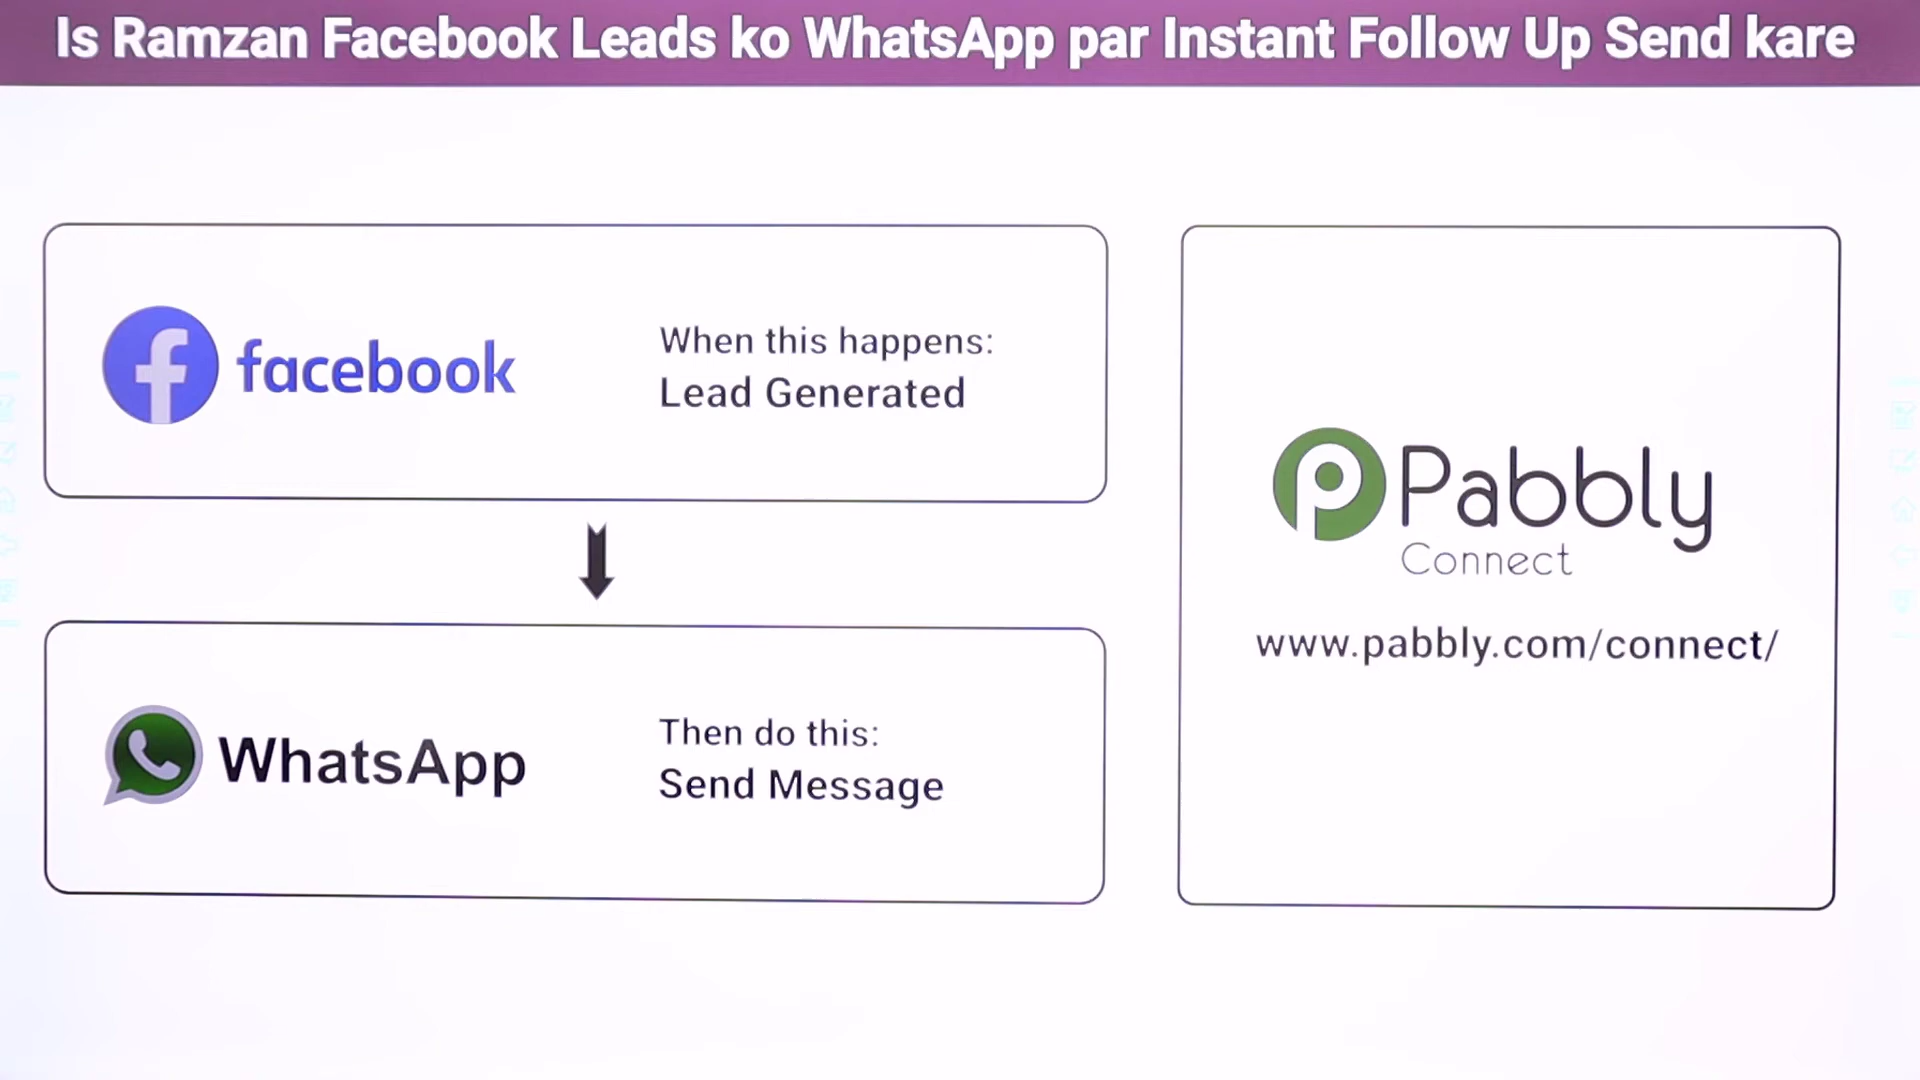 Is Ramzan Facebook Leads ko WhatsApp par Instant Follow Up Send kare
facebook
When this happens:
Lead Generated
WhatsApp
Then do this:
Send Message
Pabbly
Connect
www.pabbly.com/connect/